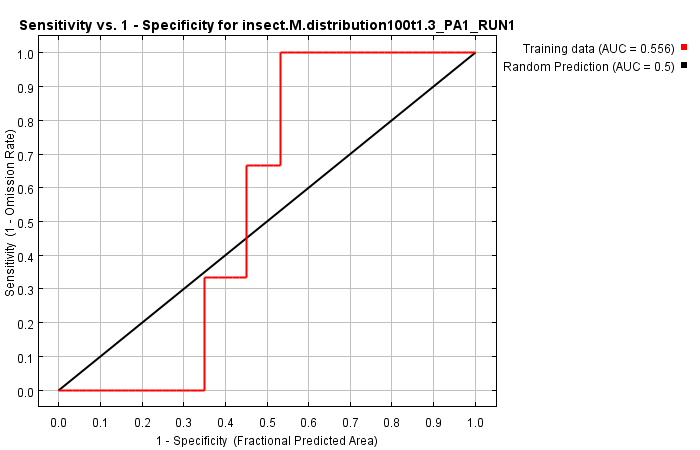 Sensitivity vs. 1 - Specificity for insect.M.distribution100t1.3_PA1_RUN1
Training data (AUC = 0.556)
Random Prediction (AUC = 0.5)
Sensitivity (1 - Omission Rate)
1.0
0.9
0.8
0.7
0.6
0.5
0.4
0.3
0.2
0.1
0.0
0.0 0.1 0.2 0.3 0.4 0.5 0.6 0.7 0.8 0.9 1.0
1 - Specificity (Fractional Predicted Area)